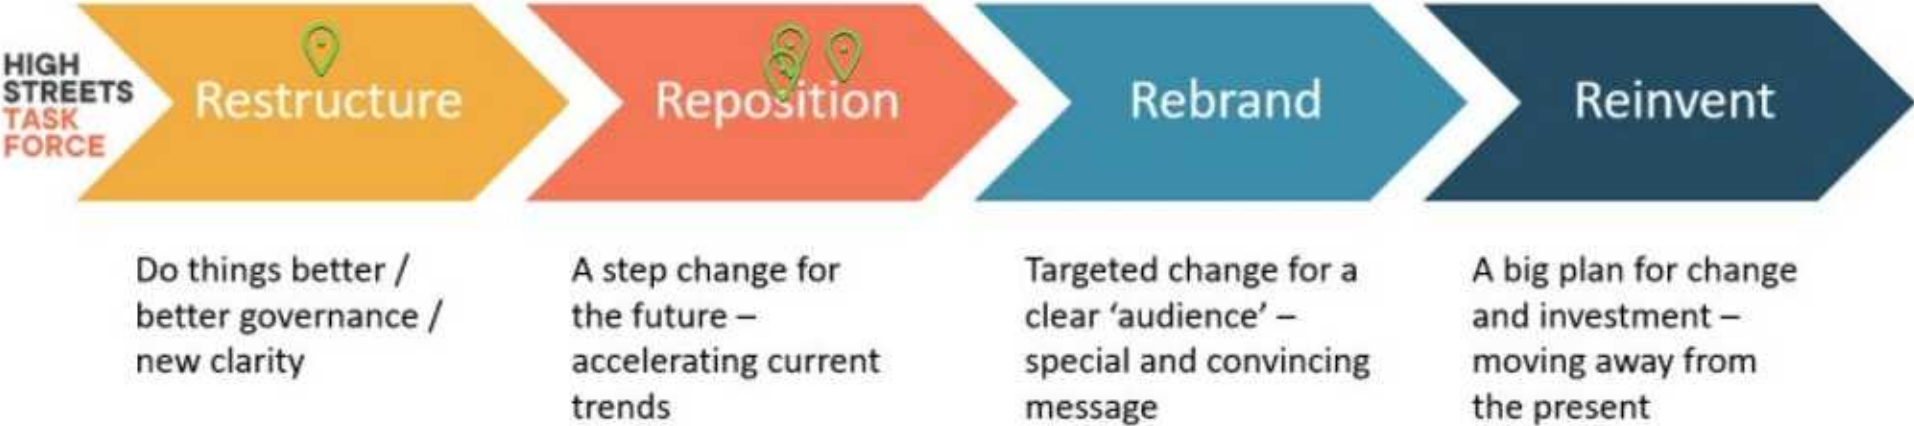 HIGH
STREETS
TASK
FORCE
Restructure
Reposition
Rebrand
Reinvent
Do things better /
better governance /
new clarity
A step change for
the future –
accelerating current
trends
Targeted change for a
clear ‘audience’ –
special and convincing
message
A big plan for change
and investment –
moving away from
the present